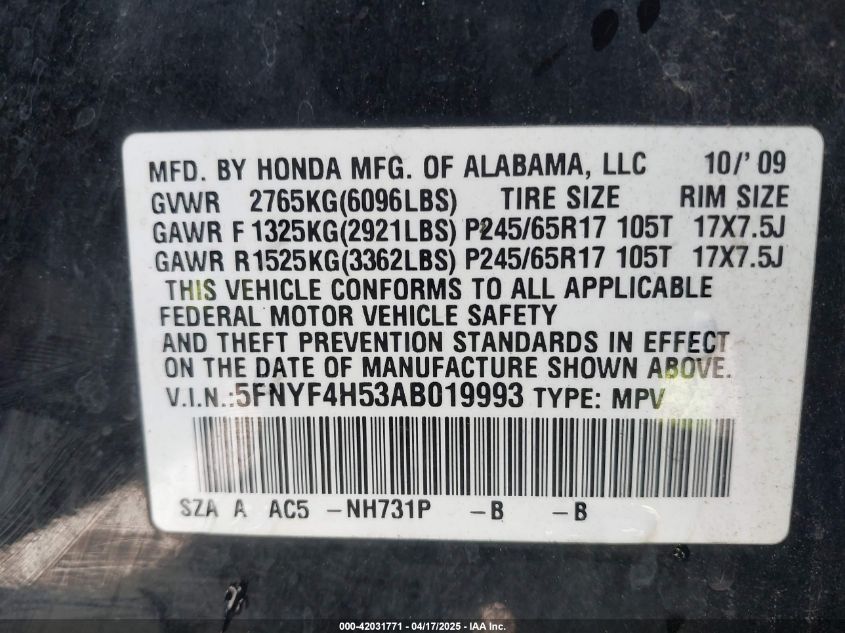 MFD. BY HONDA MFG. OF ALABAMA, LLC 10/'09
GVWR 2765KG(6096LBS) TIRE SIZE RIM SIZE
GAWR F 1325KG(2921LBS) P245/65R17 105T 17X7.5J
GAWR R1525KG(3362LBS) P245/65R17 105T 17X7.5J
THIS VEHICLE CONFORMS TO ALL APPLICABLE
FEDERAL MOTOR VEHICLE SAFETY
AND THEFT PREVENTION STANDARDS IN EFFECT
ON THE DATE OF MANUFACTURE SHOWN ABOVE.
V.I.N.:5FNYF4H53AB019993 TYPE: MPV
SZA A AC5 -NH731P -B -B
000-42031771 - 04/17/2025 - IAA Inc.